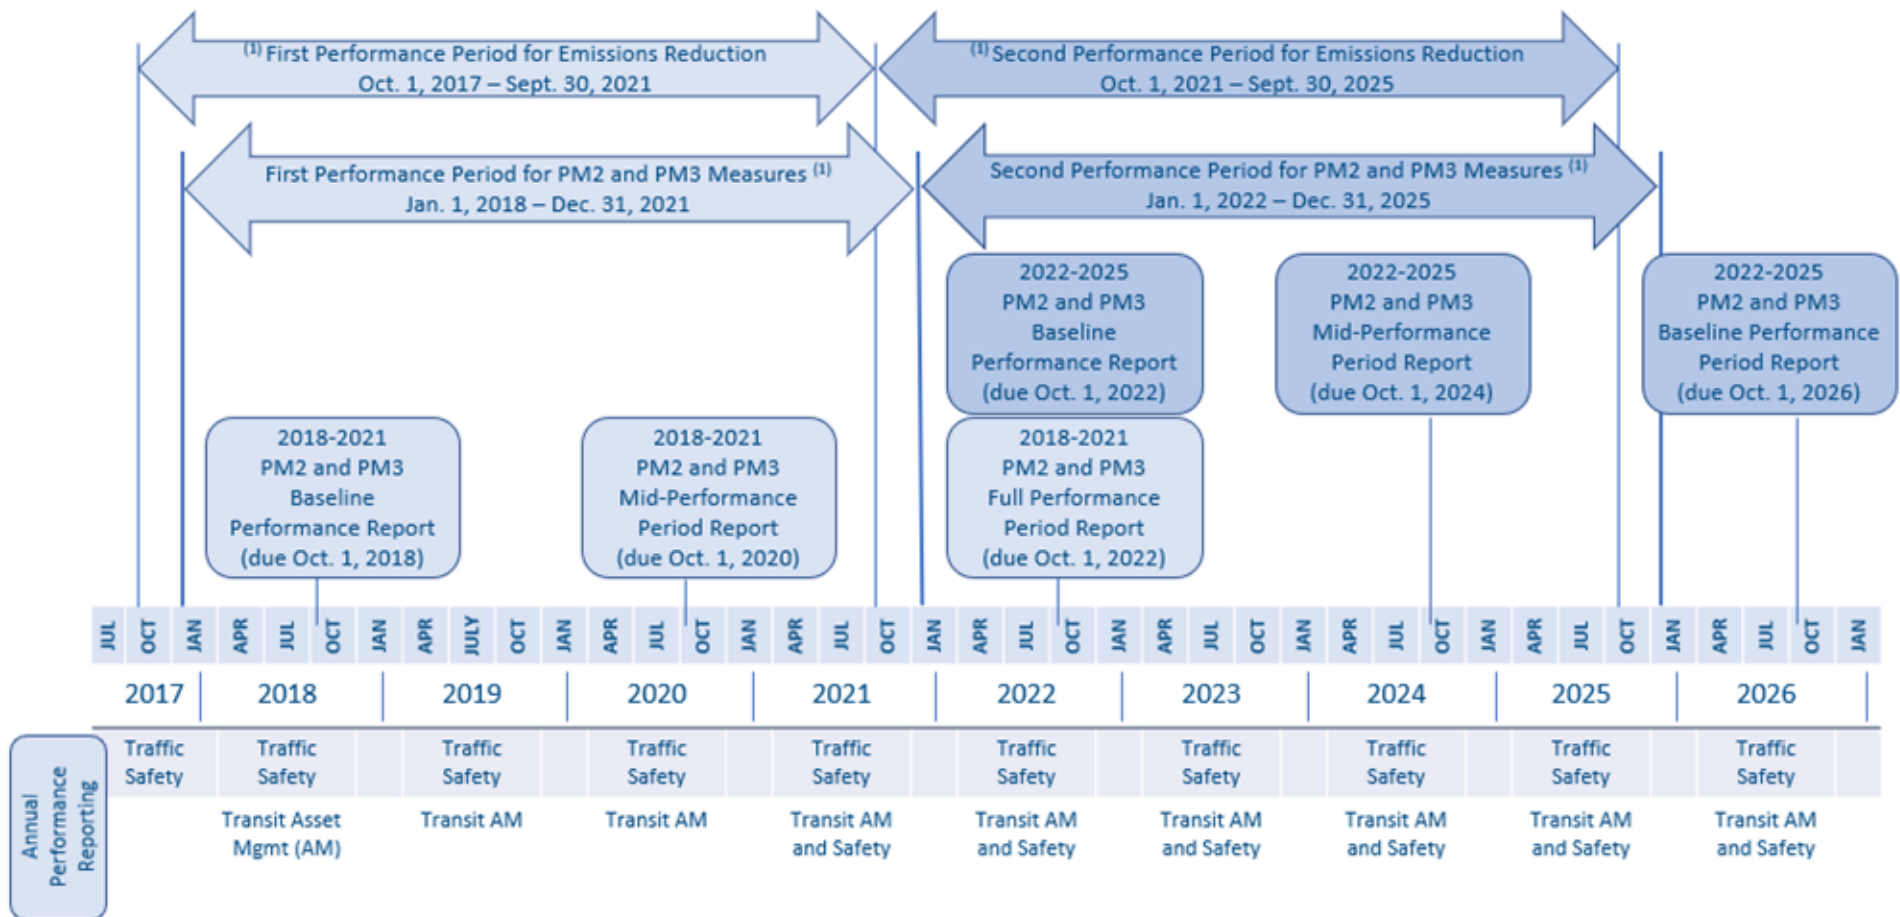 (1) First Performance Period for Emissions Reduction
Oct. 1, 2017 – Sept. 30, 2021
(1) Second Performance Period for Emissions Reduction
Oct. 1, 2021 – Sept. 30, 2025
First Performance Period for PM2 and PM3 Measures (1)
Jan. 1, 2018 – Dec. 31, 2021
Second Performance Period for PM2 and PM3 Measures (1)
Jan. 1, 2022 – Dec. 31, 2025
2022-2025
PM2 and PM3
Baseline
Performance Report
(due Oct. 1, 2022)
2022-2025
PM2 and PM3
Mid-Performance
Period Report
(due Oct. 1, 2024)
2022-2025
PM2 and PM3
Baseline Performance
Period Report
(due Oct. 1, 2026)
2018-2021
PM2 and PM3
Baseline
Performance Report
(due Oct. 1, 2018)
2018-2021
PM2 and PM3
Mid-Performance
Period Report
(due Oct. 1, 2020)
2018-2021
PM2 and PM3
Full Performance
Period Report
(due Oct. 1, 2022)
JUL OCT JAN APR JUL OCT JAN APR JULY OCT JAN APR JUL OCT JAN APR JUL OCT JAN APR JUL OCT JAN APR JUL OCT JAN APR JUL OCT JAN APR JUL OCT JAN APR JUL OCT JAN
2017 2018 2019 2020 2021 2022 2023 2024 2025 2026
Annual
Performance
Reporting
Traffic Traffic Traffic Traffic Traffic Traffic Traffic Traffic Traffic Traffic
Safety Safety Safety Safety Safety Safety Safety Safety Safety Safety
Transit Asset Transit AM Transit AM Transit AM Transit AM Transit AM Transit AM Transit AM Transit AM
Mgmt (AM) and Safety and Safety and Safety and Safety and Safety and Safety